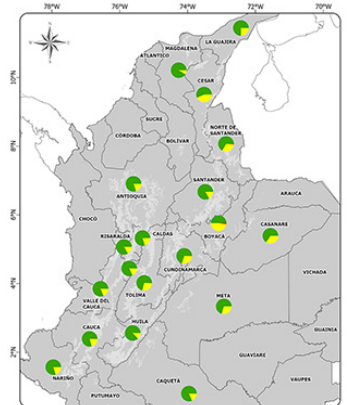 78°W 76°W 74°W 72°W 70°W
LA GUAJIRA
MAGDALENA
ATLANTICO
10°N
CESAR
SUCRE
NORTE DE
SANTANDER
CÓRDOBA
BOLIVAR
8°N
SANTANDER
ANTIOQUIA
ARAUCA
6°N
CHOCÓ
RISARALDA
CALDAS
BOYACÁ
CASANARE
CUNDINAMARCA
4°N
VALLE DEL
CAUCA
TOLIMA
META
VICHADA
CAUCA
HUILA
GUAINIA
2°N
GUAVIARE
NARIÑO
CAQUETÁ
VAUPES
PUTUMAYO